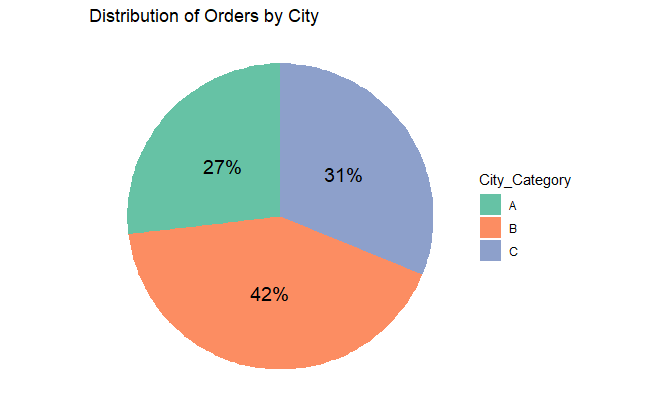 Distribution of Orders by City
27%
31%
42%
City_Category
A
B
C